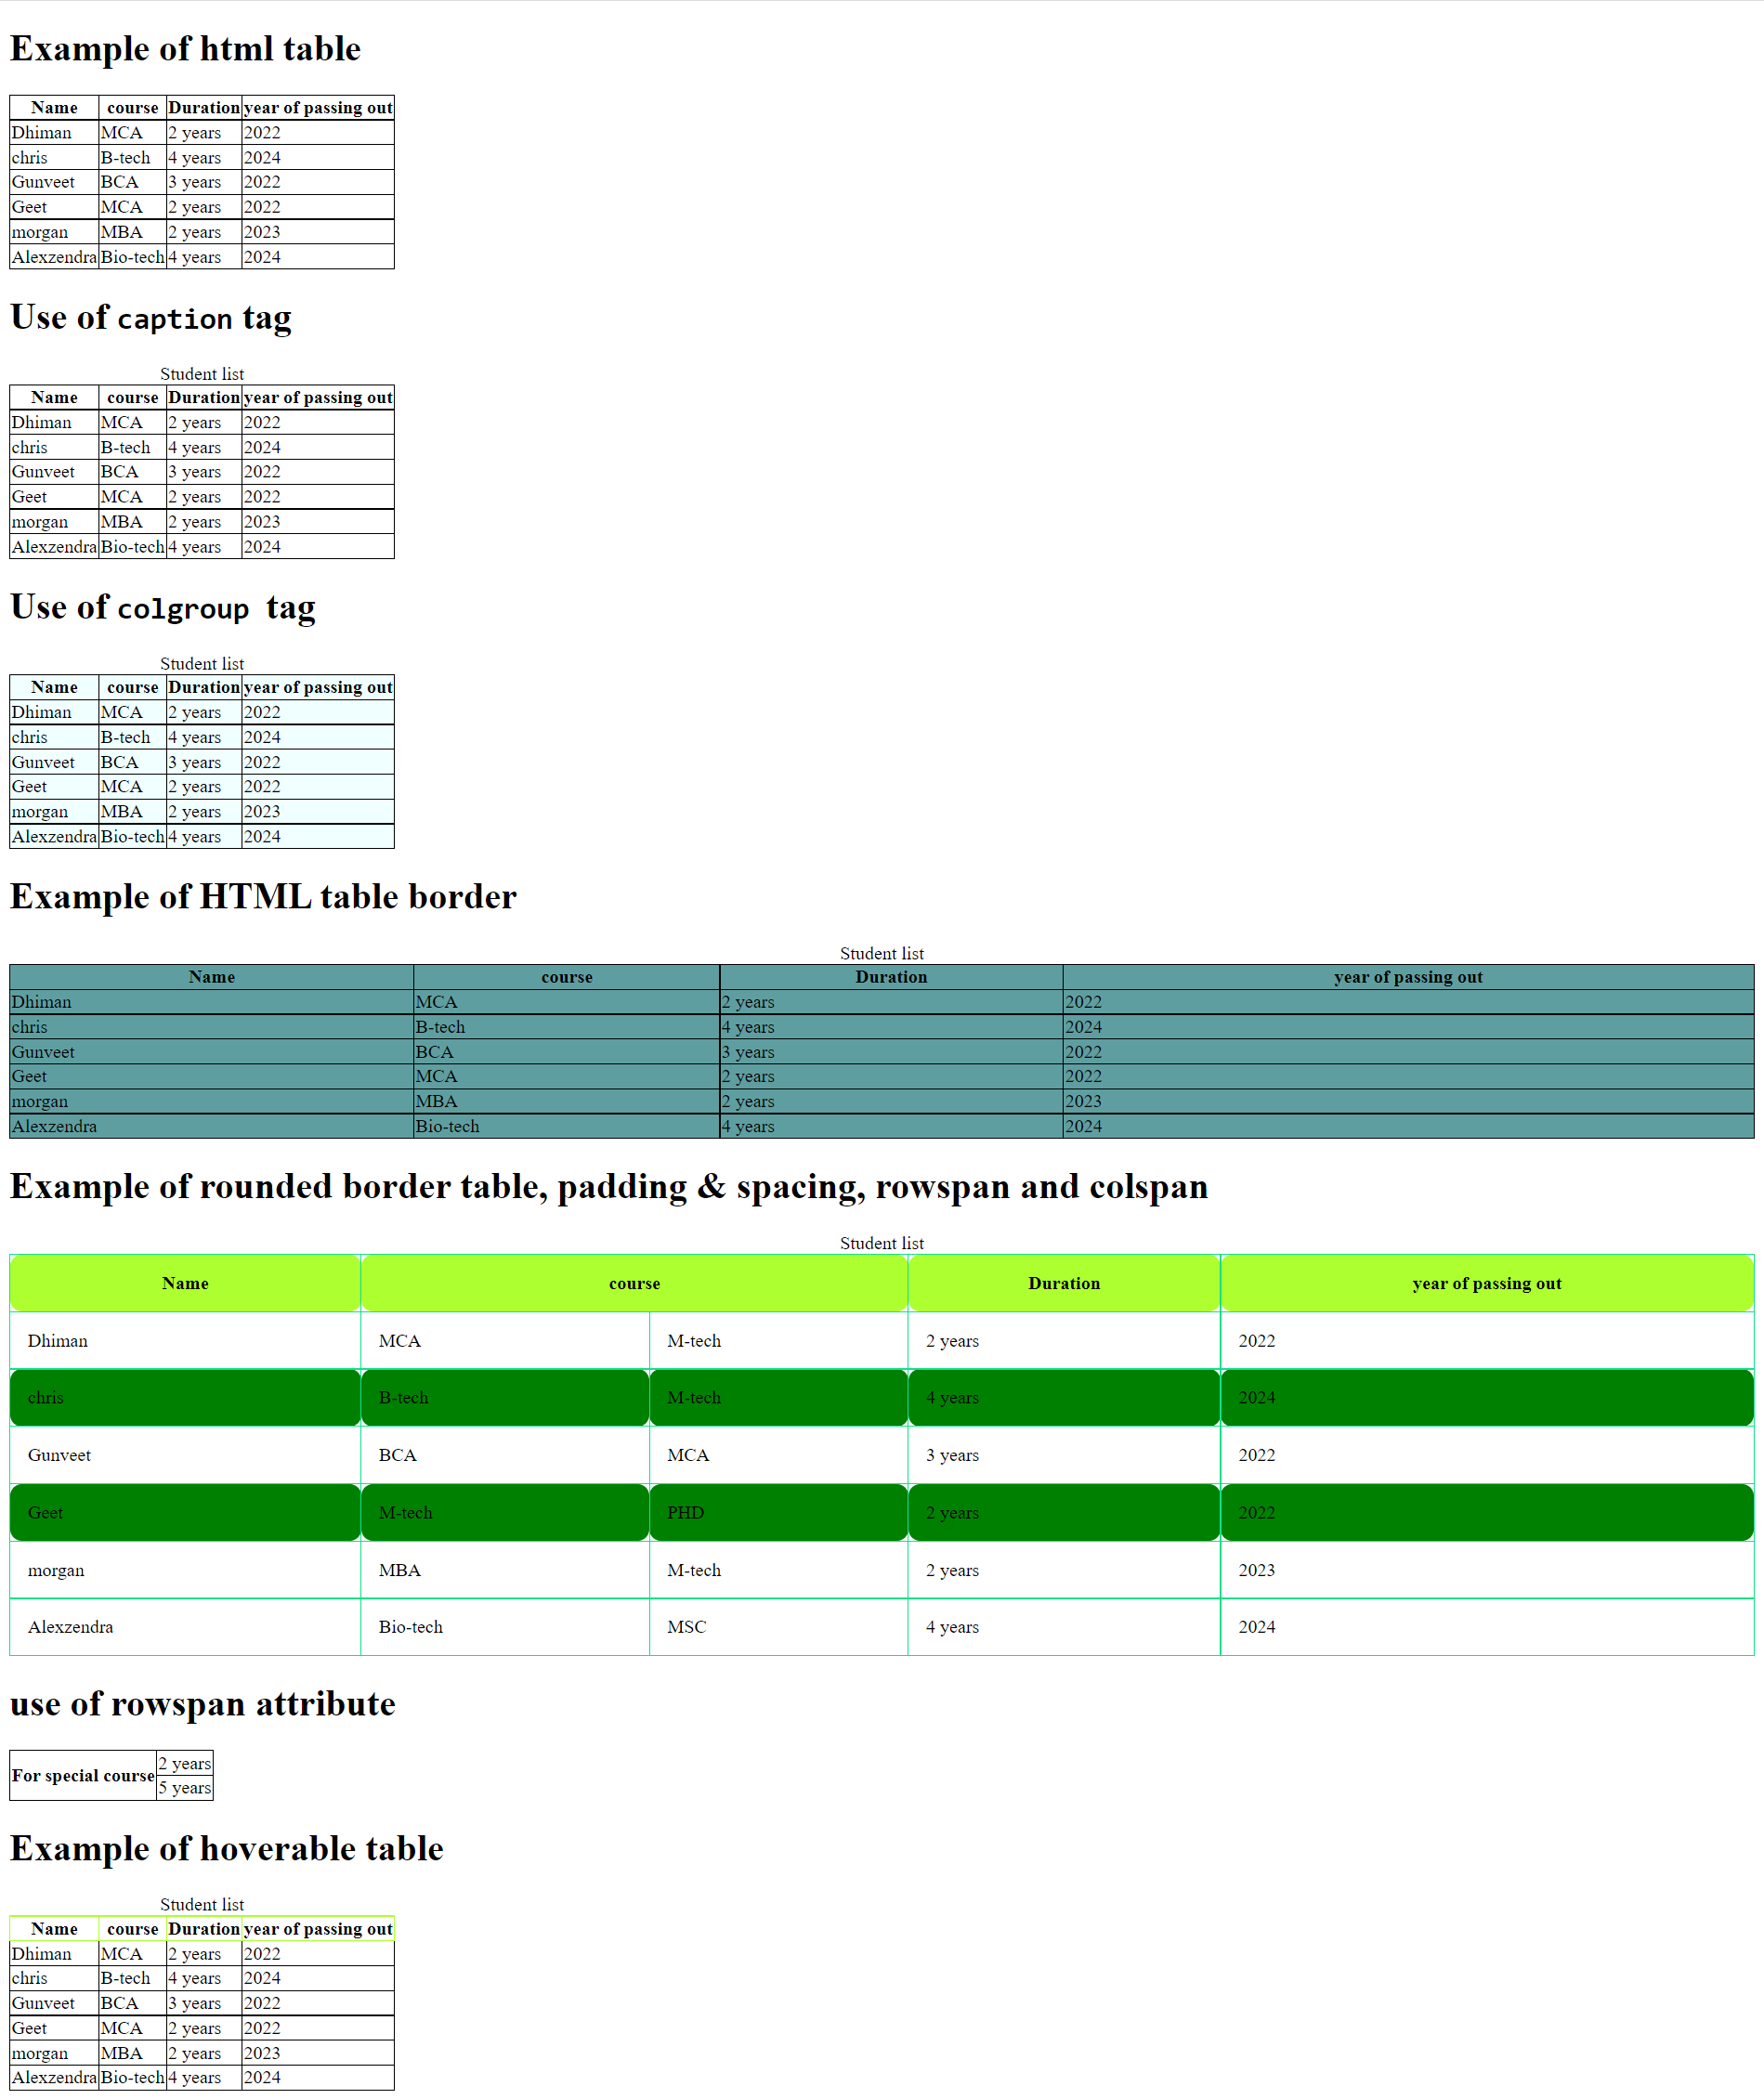 Example of html table
Name course Duration year of passing out
Dhiman MCA 2 years 2022
chris B-tech 4 years 2024
Gunveet BCA 3 years 2022
Geet MCA 2 years 2022
morgan MBA 2 years 2023
Alexzendra Bio-tech 4 years 2024
Use of caption tag
Student list
Name course Duration year of passing out
Dhiman MCA 2 years 2022
chris B-tech 4 years 2024
Gunveet BCA 3 years 2022
Geet MCA 2 years 2022
morgan MBA 2 years 2023
Alexzendra Bio-tech 4 years 2024
Use of colgroup tag
Student list
Name course Duration year of passing out
Dhiman MCA 2 years 2022
chris B-tech 4 years 2024
Gunveet BCA 3 years 2022
Geet MCA 2 years 2022
morgan MBA 2 years 2023
Alexzendra Bio-tech 4 years 2024
Example of HTML table border
Student list
Name course Duration year of passing out
Dhiman MCA 2 years 2022
chris B-tech 4 years 2024
Gunveet BCA 3 years 2022
Geet MCA 2 years 2022
morgan MBA 2 years 2023
Alexzendra Bio-tech 4 years 2024
Example of rounded border table, padding & spacing, rowspan and colspan
Student list
Name course Duration year of passing out
Dhiman MCA M-tech 2 years 2022
chris B-tech M-tech 4 years 2024
Gunveet BCA MCA 3 years 2022
Geet M-tech PHD 2 years 2022
morgan MBA M-tech 2 years 2023
Alexzendra Bio-tech MSC 4 years 2024
use of rowspan attribute
For special course 2 years
5 years
Example of hoverable table
Student list
Name course Duration year of passing out
Dhiman MCA 2 years 2022
chris B-tech 4 years 2024
Gunveet BCA 3 years 2022
Geet MCA 2 years 2022
morgan MBA 2 years 2023
Alexzendra Bio-tech 4 years 2024